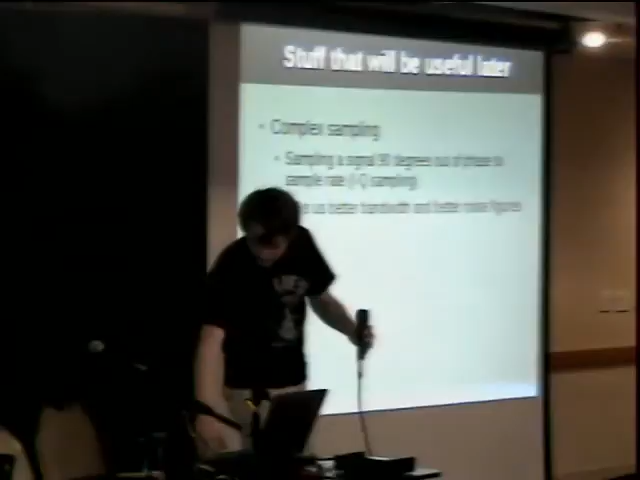 Stuff that will be useful later
Complex sampling
Sampling a signal 90 degrees out of phase to
sample rate (I-Q) sampling
us better bandwidth and better noise figures